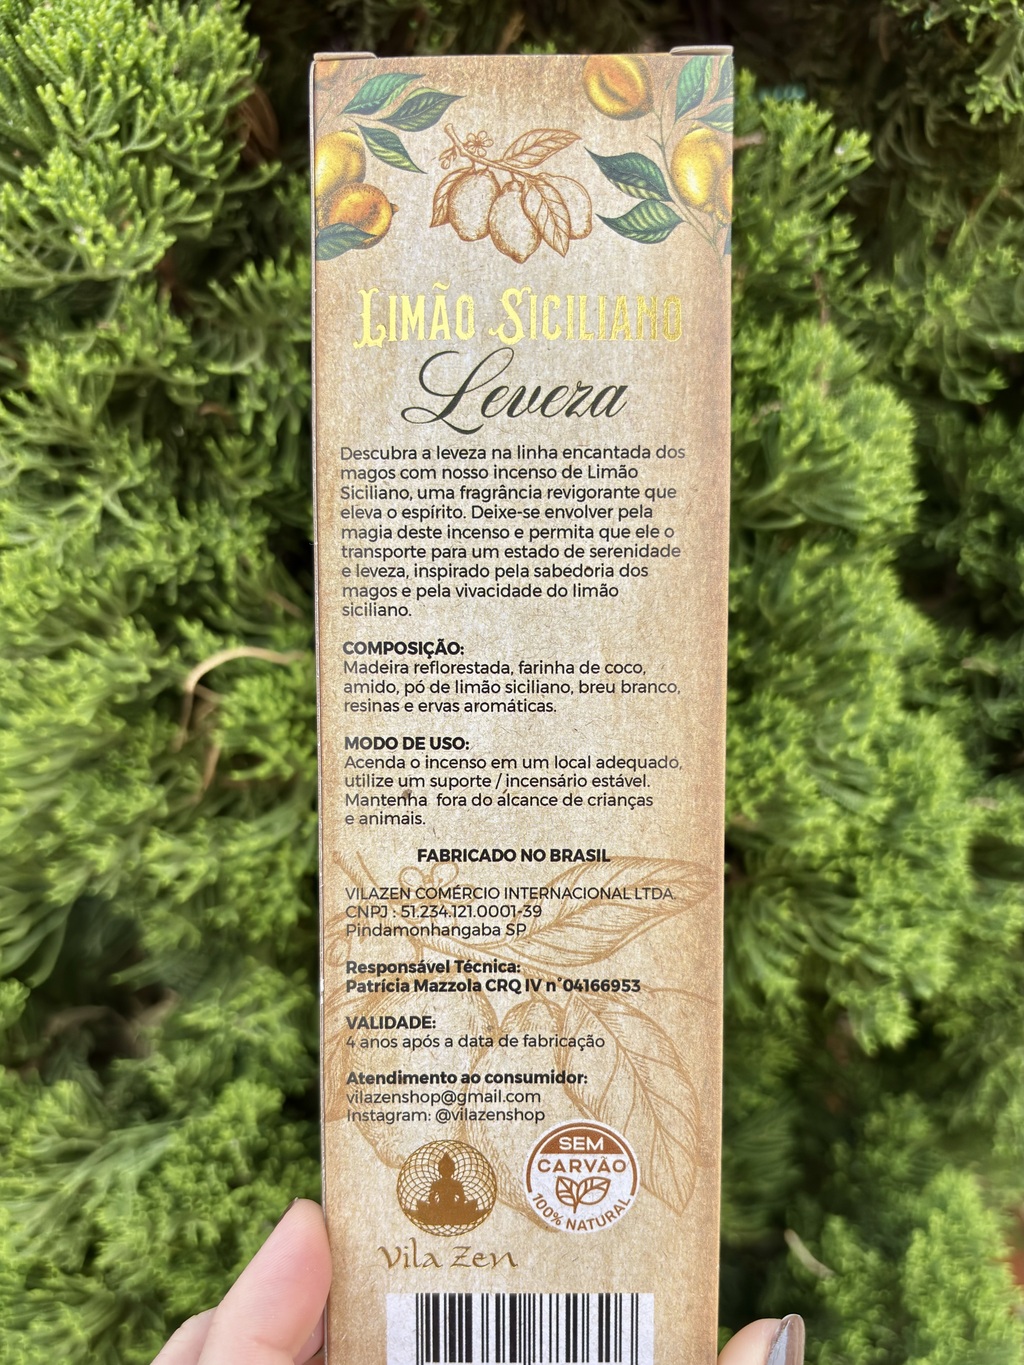 Limão Siciliano
Leveza
Descubra a leveza na linha encantada dos
magos com nosso incenso de Limão
Siciliano, uma fragrância revigorante que
eleva o espírito. Deixe-se envolver pela
magia deste incenso e permita que ele o
transporte para um estado de serenidade
e leveza, inspirado pela sabedoria dos
magos e pela vivacidade do limão
siciliano.
COMPOSIÇÃO:
Madeira reflorestada, farinha de coco,
amido, pó de limão siciliano, breu branco,
resinas e ervas aromáticas.
MODO DE USO:
Acenda o incenso em um local adequado,
utilize um suporte / incensário estável.
Mantenha fora do alcance de crianças
e animais.
FABRICADO NO BRASIL
VILAZEN COMÉRCIO INTERNACIONAL LTDA.
CNPJ : 51.234.121.0001-39
Pindamonhangaba SP
Responsável Técnica:
Patrícia Mazzola CRQ IV n°04166953
VALIDADE:
4 anos após a data de fabricação
Atendimento ao consumidor:
vilazenshop@gmail.com
Instagram: @vilazenshop
SEM
CARVÃO
100% NATURAL
Vila Zen